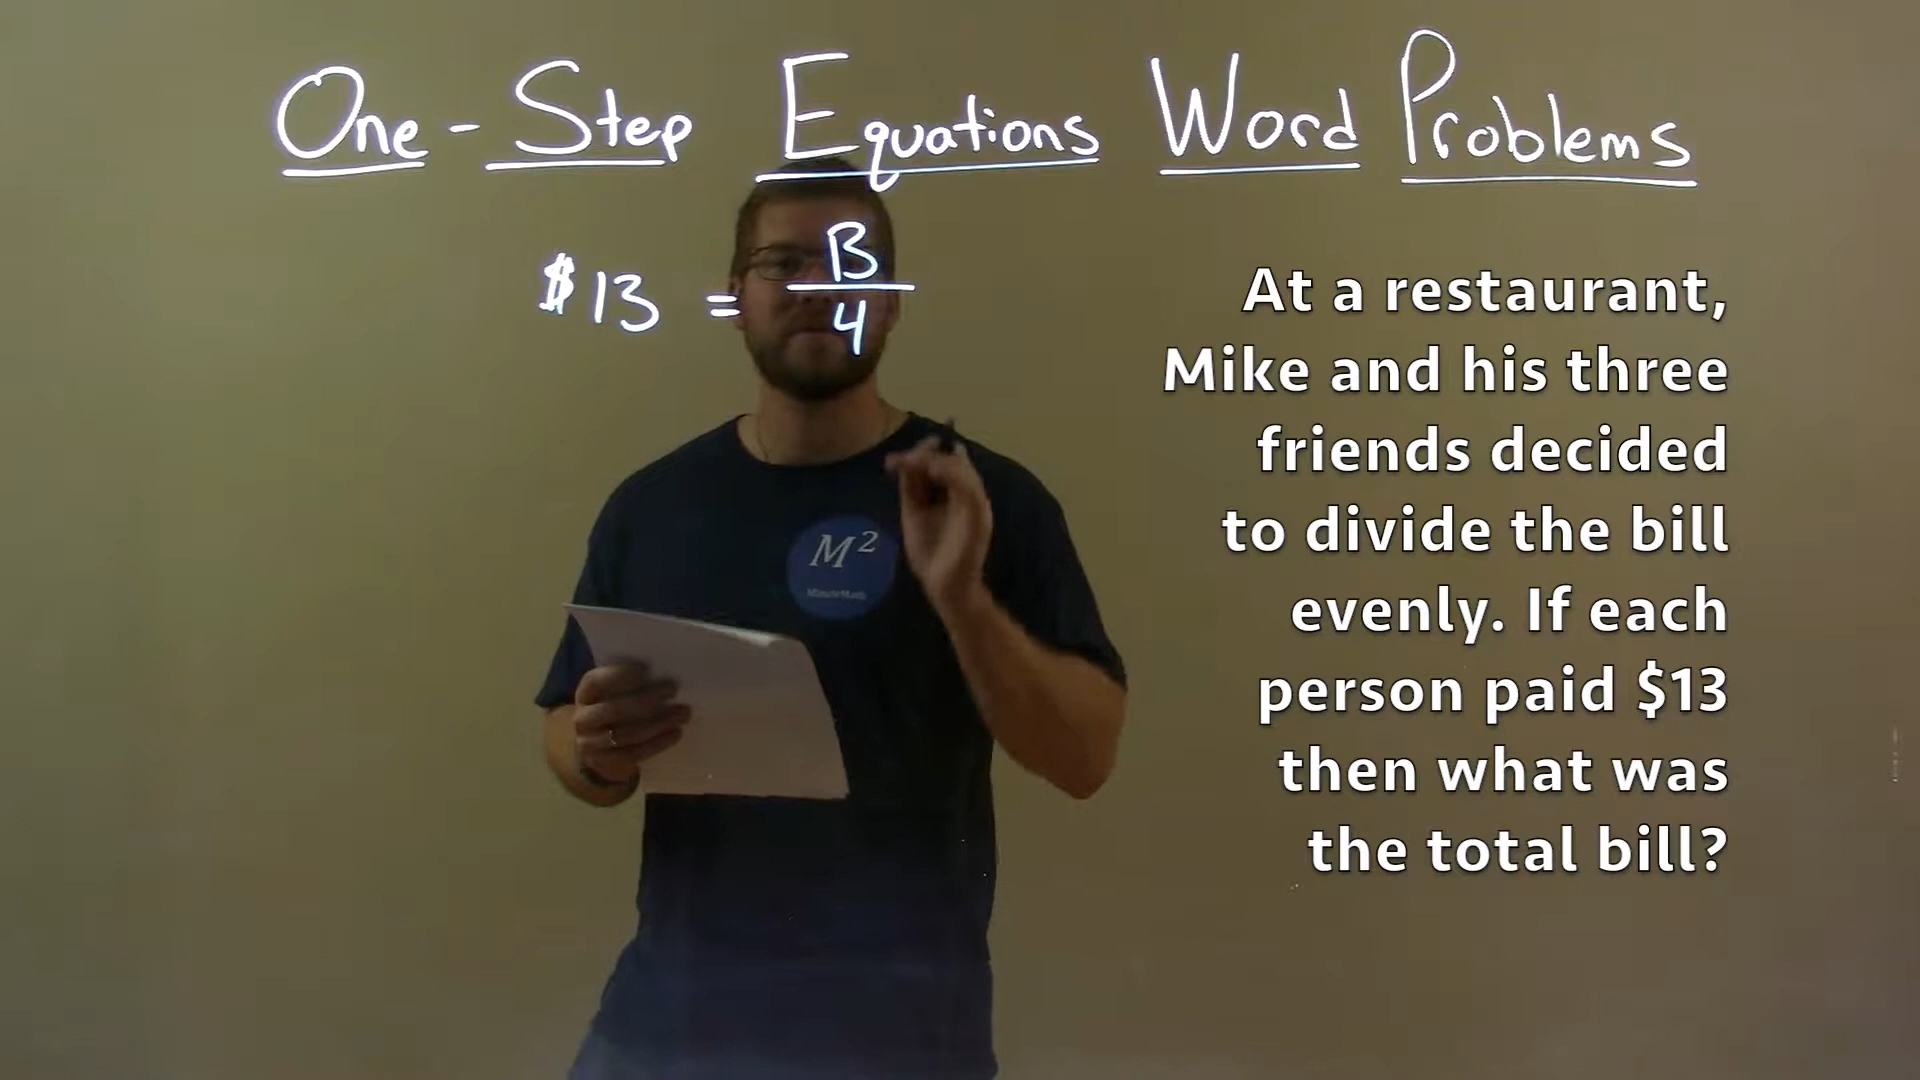 One-Step Equations Word Problems
$13 = B/4
At a restaurant,
Mike and his three
friends decided
to divide the bill
evenly. If each
person paid $13
then what was
the total bill?
M²
MinuteMath